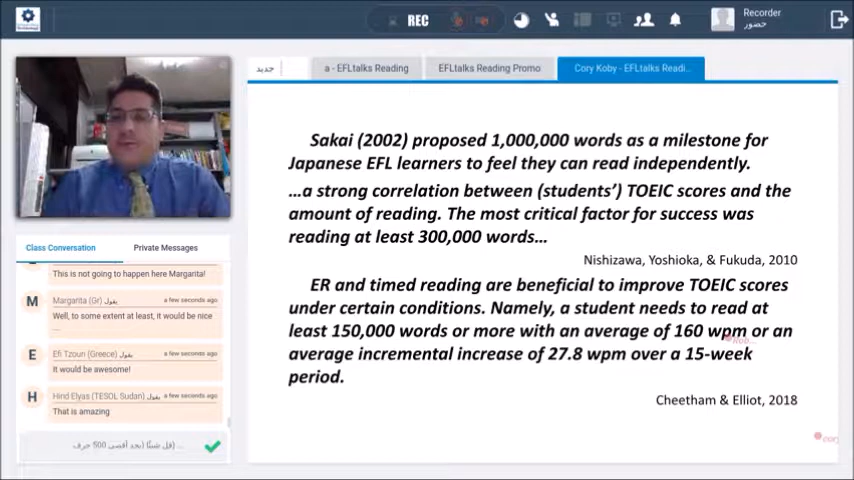 REC
Recorder
حضور
جديد
a - EFLtalks Reading
EFLtalks Reading Promo
Cory Koby - EFLtalks Readi...
Class Conversation
Private Messages
This is not going to happen here Margarita!
M
Margarita (Gr) يقول
a few seconds ago
Well, to some extent at least, it would be nice
....
E
Efi Tzouri (Greece) يقول
a few seconds ago
It would be awesome!
H
Hind Elyas (TESOL Sudan) يقول
a few seconds ago
That is amazing
Sakai (2002) proposed 1,000,000 words as a milestone for
Japanese EFL learners to feel they can read independently.
…a strong correlation between (students’) TOEIC scores and the
amount of reading. The most critical factor for success was
reading at least 300,000 words…
Nishizawa, Yoshioka, & Fukuda, 2010
ER and timed reading are beneficial to improve TOEIC scores
under certain conditions. Namely, a student needs to read at
least 150,000 words or more with an average of 160 wpm or an
Rob...
average incremental increase of 27.8 wpm over a 15-week
period.
Cheetham & Elliot, 2018